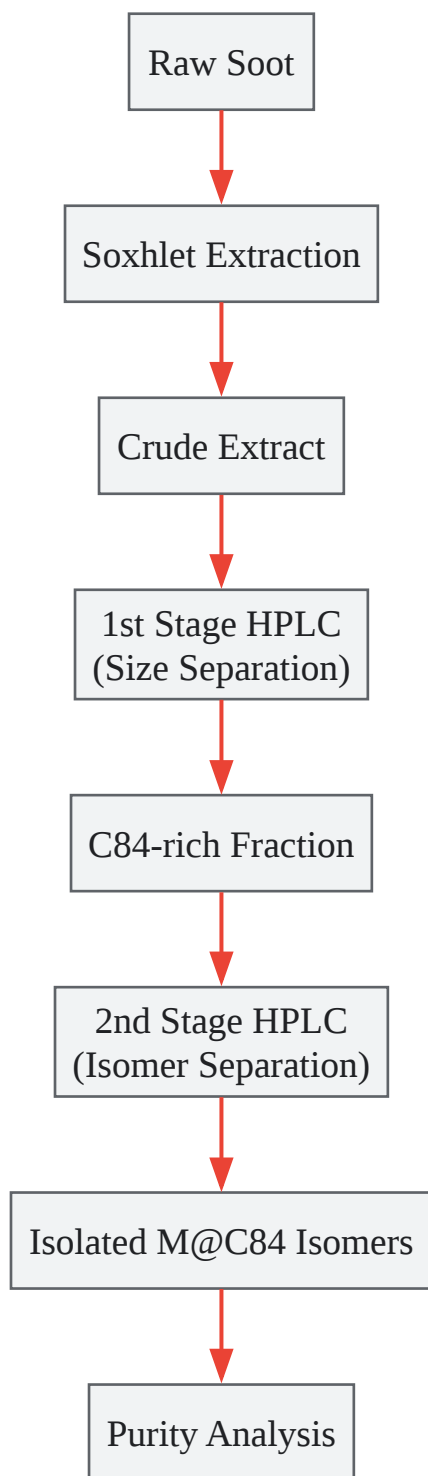 Raw Soot
Soxhlet Extraction
Crude Extract
1st Stage HPLC
(Size Separation)
C84-rich Fraction
2nd Stage HPLC
(Isomer Separation)
Isolated M@C84 Isomers
Purity Analysis